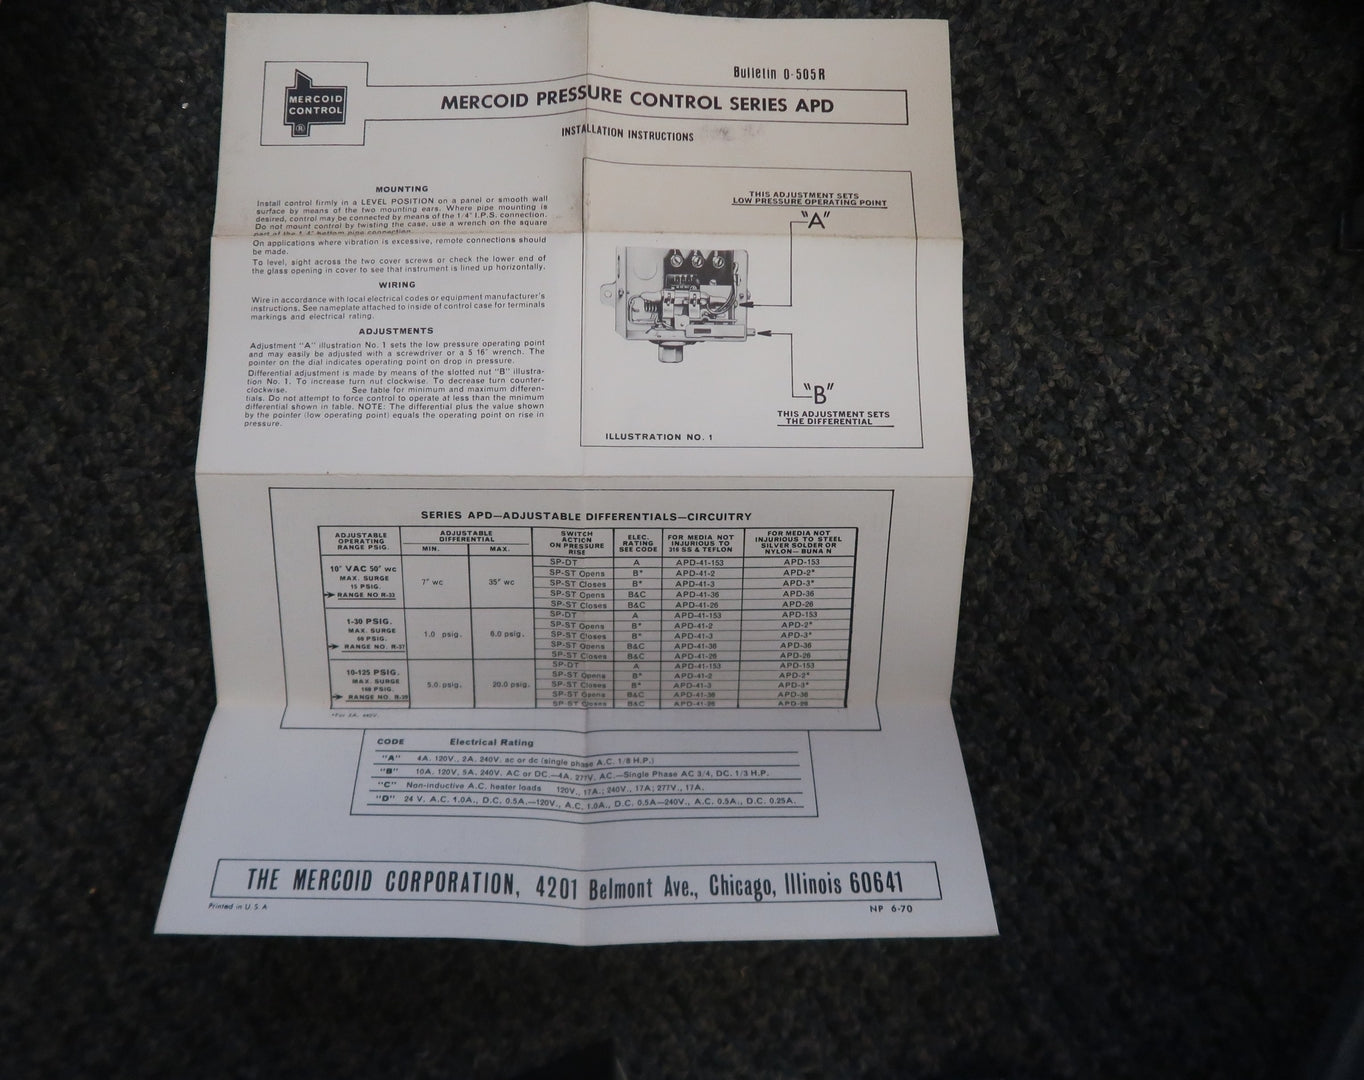 Bulletin O-505R
MERCOID
CONTROL
®
MERCOID PRESSURE CONTROL SERIES APD
INSTALLATION INSTRUCTIONS
MOUNTING
Install control firmly in a LEVEL POSITION on a panel or smooth wall
surface by means of the two mounting ears. Where pipe mounting is
desired, control may be connected by means of the 1/4" I.P.S. connection.
Do not mount control by twisting the case, use a wrench on the square
part of the 1/4" bottom pipe connection.
On applications where vibration is excessive, remote connections should
be made.
To level, sight across the two cover screws or check the lower end of
the glass opening in cover to see that instrument is lined up horizontally.
WIRING
Wire in accordance with local electrical codes or equipment manufacturer's
instructions. See nameplate attached to inside of control case for terminals
markings and electrical rating.
ADJUSTMENTS
Adjustment "A" illustration No. 1 sets the low pressure operating point
and may easily be adjusted with a screwdriver or a 5 16" wrench. The
pointer on the dial indicates operating point on drop in pressure.
Differential adjustment is made by means of the slotted nut "B" illustra-
tion No. 1. To increase turn nut clockwise. To decrease turn counter-
clockwise. See table for minimum and maximum differen-
tials. Do not attempt to force control to operate at less than the mnimum
differential shown in table. NOTE: The differential plus the value shown
by the pointer (low operating point) equals the operating point on rise in
pressure.
THIS ADJUSTMENT SETS
LOW PRESSURE OPERATING POINT
"A"
"B"
THIS ADJUSTMENT SETS
THE DIFFERENTIAL
ILLUSTRATION NO. 1
SERIES APD—ADJUSTABLE DIFFERENTIALS—CIRCUITRY
ADJUSTABLE OPERATING RANGE PSIG. ADJUSTABLE DIFFERENTIAL MIN. MAX. SWITCH ACTION ON PRESSURE RISE ELEC. RATING SEE CODE FOR MEDIA NOT INJURIOUS TO 316 SS & TEFLON FOR MEDIA NOT INJURIOUS TO STEEL SILVER SOLDER OR NYLON—BUNA N
10" VAC 50" wc
MAX. SURGE
15 PSIG.
RANGE NO R-33
7" wc 35" wc
SP-DT A APD-41-153 APD-153
SP-ST Opens B* APD-41-2 APD-2*
SP-ST Closes B* APD-41-3 APD-3*
SP-ST Opens B&C APD-41-36 APD-36
SP-ST Closes B&C APD-41-26 APD-26
1-30 PSIG.
MAX. SURGE
60 PSIG.
RANGE NO. R-37
1.0 psig. 6.0 psig.
SP-DT A APD-41-153 APD-153
SP-ST Opens B* APD-41-2 APD-2*
SP-ST Closes B* APD-41-3 APD-3*
SP-ST Opens B&C APD-41-36 APD-36
SP-ST Closes B&C APD-41-26 APD-26
10-125 PSIG.
MAX. SURGE
160 PSIG.
RANGE NO. R-39
5.0 psig. 20.0 psig.
SP-DT A APD-41-153 APD-153
SP-ST Opens B* APD-41-2 APD-2*
SP-ST Closes B* APD-41-3 APD-3*
SP-ST Opens B&C APD-41-36 APD-36
SP-ST Closes B&C APD-41-26 APD-26
*For 2A. 440V.
CODE Electrical Rating
"A" 4A. 120V., 2A. 240V. ac or dc (single phase A.C. 1/8 H.P.)
"B" 10A. 120V., 5A. 240V. AC or DC.—4A. 277V. AC.—Single Phase AC 3/4, DC. 1/3 H.P.
"C" Non-inductive A.C. heater loads 120V., 17A.; 240V., 17A; 277V., 17A.
"D" 24 V. A.C. 1.0A., D.C. 0.5A.—120V., A.C. 1.0A., D.C. 0.5A—240V., A.C. 0.5A., D.C. 0.25A.
THE MERCOID CORPORATION, 4201 Belmont Ave., Chicago, Illinois 60641
Printed in U.S.A
NP 6-70